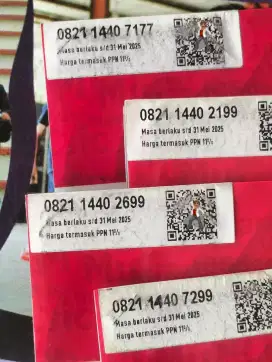 0821 1440 7177
Masa berlaku s/d 31 Mei 2025
Harga termasuk PPN 11%
0821 1440 2199
Masa berlaku s/d 31 Mei 2025
Harga termasuk PPN 11%
0821 1440 2699
Masa berlaku s/d 31 Mei 2025
Harga termasuk PPN 11%
0821 1440 7299
Masa berlaku s/d 31 Mei 2025
Harga termasuk PPN 11%